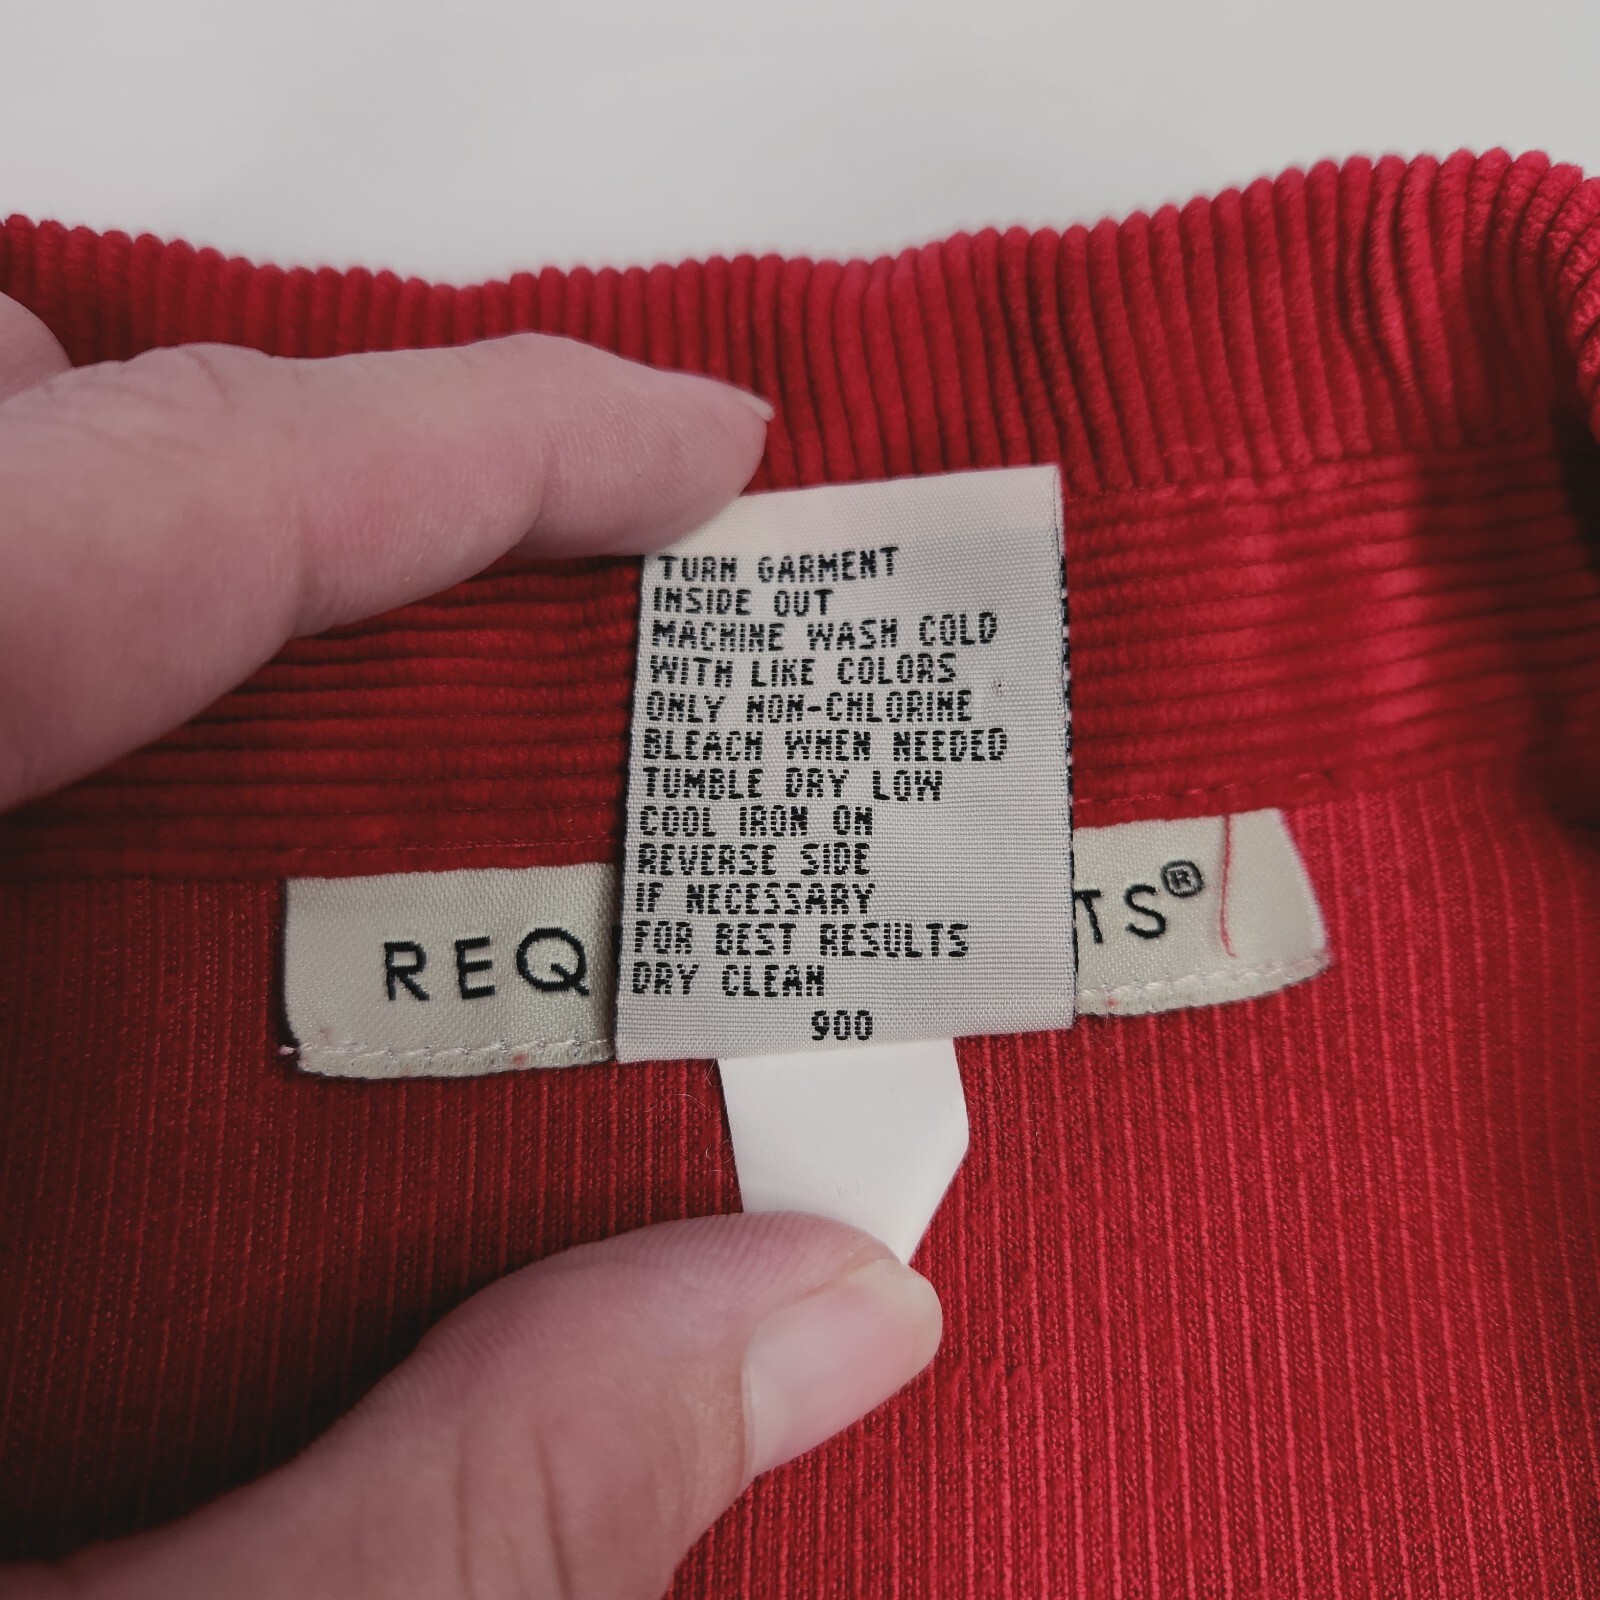 TURN GARMENT
INSIDE OUT
MACHINE WASH COLD
WITH LIKE COLORS
ONLY NON-CHLORINE
BLEACH WHEN NEEDED
TUMBLE DRY LOW
COOL IRON ON
REVERSE SIDE
IF NECESSARY
FOR BEST RESULTS
DRY CLEAN
900
REQ TS®